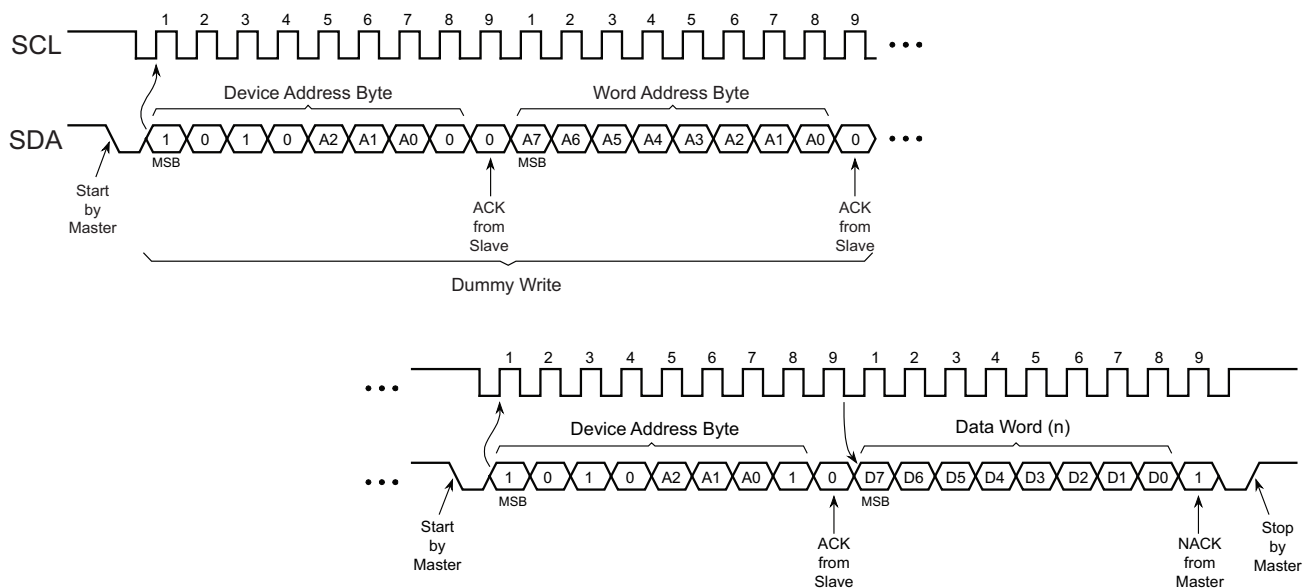 1 2 3 4 5 6 7 8 9 1 2 3 4 5 6 7 8 9
SCL
Device Address Byte Word Address Byte
SDA 1 0 1 0 A2 A1 A0 0 0 A7 A6 A5 A4 A3 A2 A1 A0 0
MSB MSB
Start
by
Master
ACK
from
Slave
ACK
from
Slave
Dummy Write
1 2 3 4 5 6 7 8 9 1 2 3 4 5 6 7 8 9
Device Address Byte Data Word (n)
1 0 1 0 A2 A1 A0 1 0 D7 D6 D5 D4 D3 D2 D1 D0 1
MSB MSB
Start
by
Master
ACK
from
Slave
NACK
from
Master
Stop
by
Master